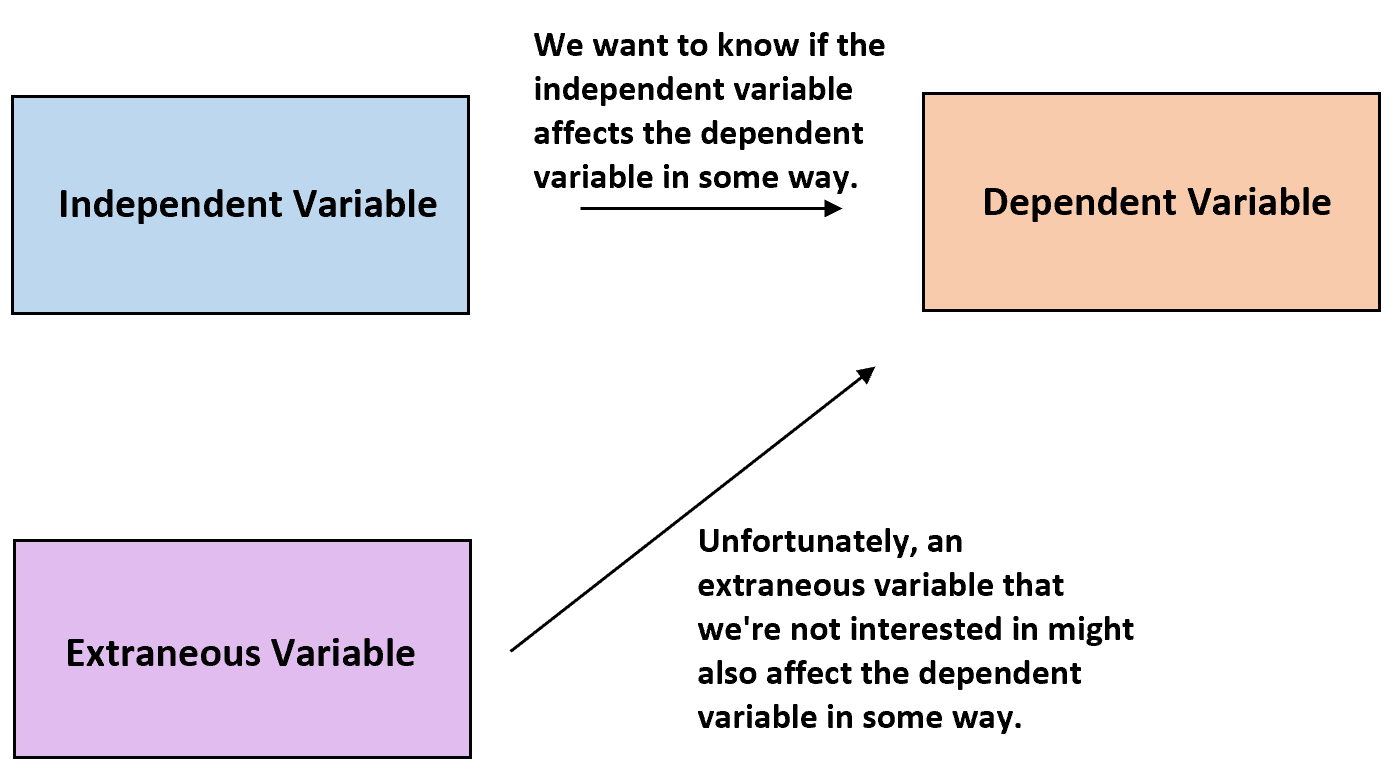 We want to know if the
independent variable
affects the dependent
variable in some way.
Independent Variable
Dependent Variable
Extraneous Variable
Unfortunately, an
extraneous variable that
we're not interested in might
also affect the dependent
variable in some way.